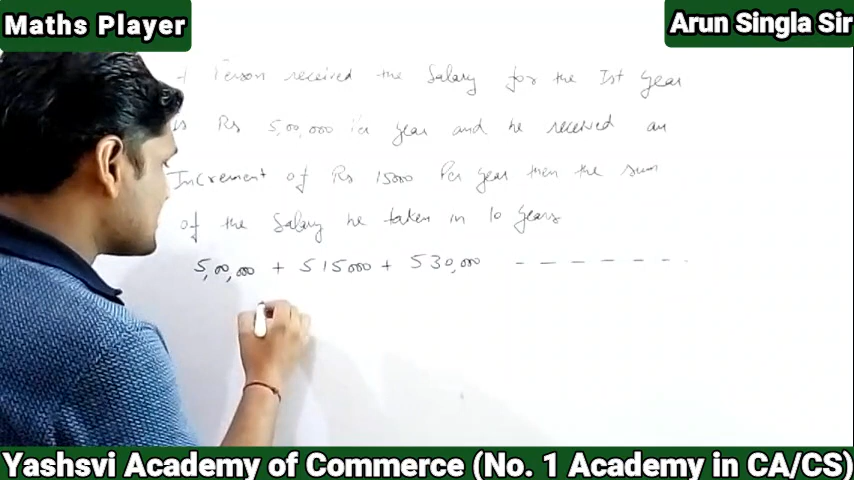 Maths Player
Arun Singla Sir
Person received the Salary for the Ist year
is Rs 5,00,000 Per year and he received an
Increment of Rs 15000 Per year then the sum
of the Salary he taken in 10 years
5,00,000 + 515000 + 530,000 - - - - - - -
Yashsvi Academy of Commerce (No. 1 Academy in CA/CS)